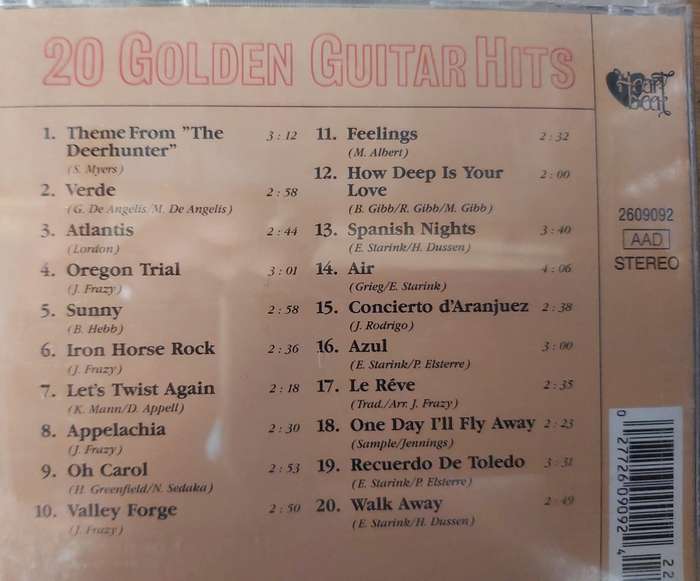 20 GOLDEN GUITAR HITS
1. Theme From "The 3:12
Deerhunter"
(S. Myers)
2. Verde 2:58
(G. De Angelis/M. De Angelis)
3. Atlantis 2:44
(Lordon)
4. Oregon Trial 3:01
(J. Frazy)
5. Sunny 2:58
(B. Hebb)
6. Iron Horse Rock 2:36
(J. Frazy)
7. Let's Twist Again 2:18
(K. Mann/D. Appell)
8. Appelachia 2:30
(J. Frazy)
9. Oh Carol 2:53
(H. Greenfield/N. Sedaka)
10. Valley Forge 2:50
(J. Frazy)
11. Feelings 2:32
(M. Albert)
12. How Deep Is Your 2:00
Love
(B. Gibb/R. Gibb/M. Gibb)
13. Spanish Nights 3:40
(E. Starink/H. Dussen)
14. Air 4:06
(Grieg/E. Starink)
15. Concierto d'Aranjuez 2:38
(J. Rodrigo)
16. Azul 3:00
(E. Starink/P. Elsterre)
17. Le Réve 2:35
(Trad./Arr. J. Frazy)
18. One Day I'll Fly Away 2:23
(Sample/Jennings)
19. Recuerdo De Toledo 3:31
(E. Starink/P. Elsterre)
20. Walk Away 2:49
(E. Starink/H. Dussen)
Heart
Beat
2609092
AAD
STEREO
0 27726 09092 4
22